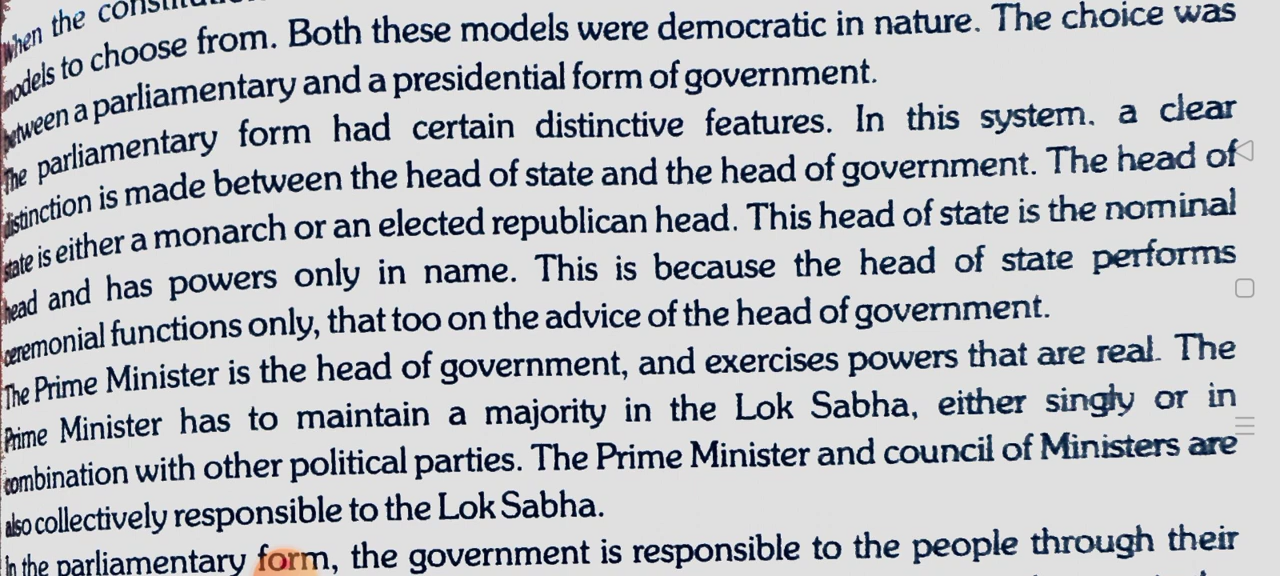 When the
models to choose from. Both these models were democratic in nature. The choice was
between a parliamentary and a presidential form of government.
The parliamentary form had certain distinctive features. In this system. a clear
distinction is made between the head of state and the head of government. The head of
state is either a monarch or an elected republican head. This head of state is the nominal
head and has powers only in name. This is because the head of state performs
ceremonial functions only, that too on the advice of the head of government.
The Prime Minister is the head of government, and exercises powers that are real. The
Prime Minister has to maintain a majority in the Lok Sabha, either singly or in
combination with other political parties. The Prime Minister and council of Ministers are
also collectively responsible to the Lok Sabha.
In the parliamentary form, the government is responsible to the people through their